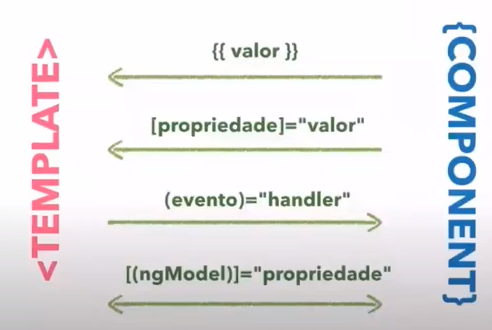 <TEMPLATE>
{{ valor }}
[propriedade]="valor"
(evento)="handler"
[(ngModel)]="propriedade"
{COMPONENT}